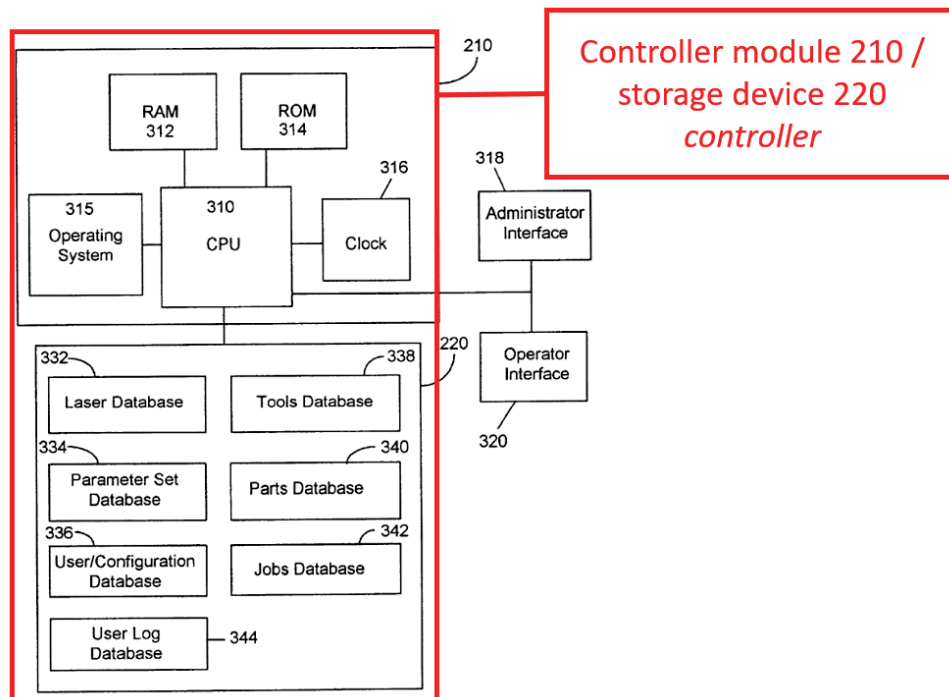 210
Controller module 210 /
storage device 220
controller
RAM
312
ROM
314
316
318
315
Operating
System
310
CPU
Clock
Administrator
Interface
220
332
Laser Database
338
Tools Database
Operator
Interface
320
334
Parameter Set
Database
340
Parts Database
336
User/Configuration
Database
342
Jobs Database
User Log
Database
344